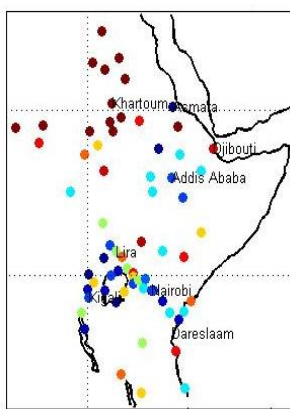 Khartoum
Asmata
Djibouti
Addis Ababa
Lira
Kigali
Nairobi
Dareslaam